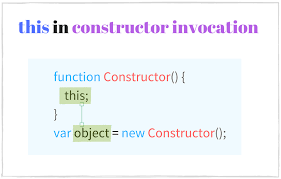 this in constructor invocation
function Constructor() {
this;
}
var object = new Constructor();